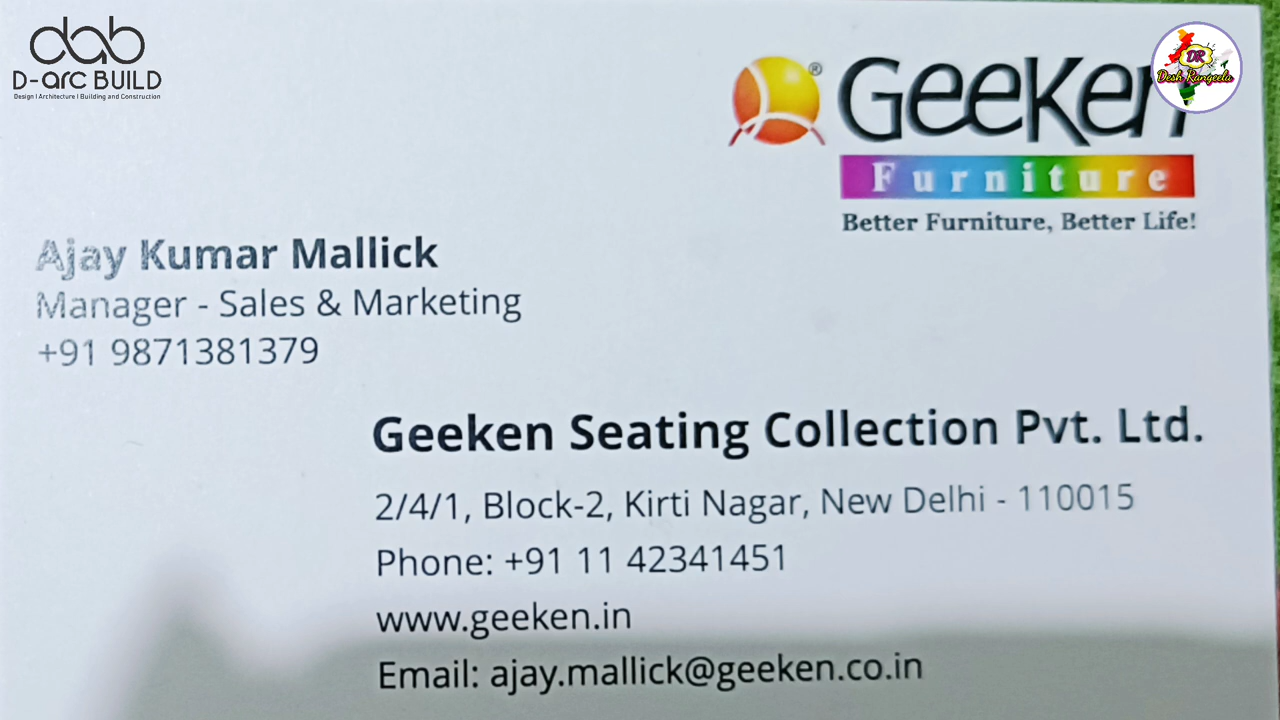 dab
D-arc BUILD
Design | Architecture | Building and Construction
DR
Desh Rangeela
®
Geeken
Furniture
Better Furniture, Better Life!
Ajay Kumar Mallick
Manager - Sales & Marketing
+91 9871381379
Geeken Seating Collection Pvt. Ltd.
2/4/1, Block-2, Kirti Nagar, New Delhi - 110015
Phone: +91 11 42341451
www.geeken.in
Email: ajay.mallick@geeken.co.in